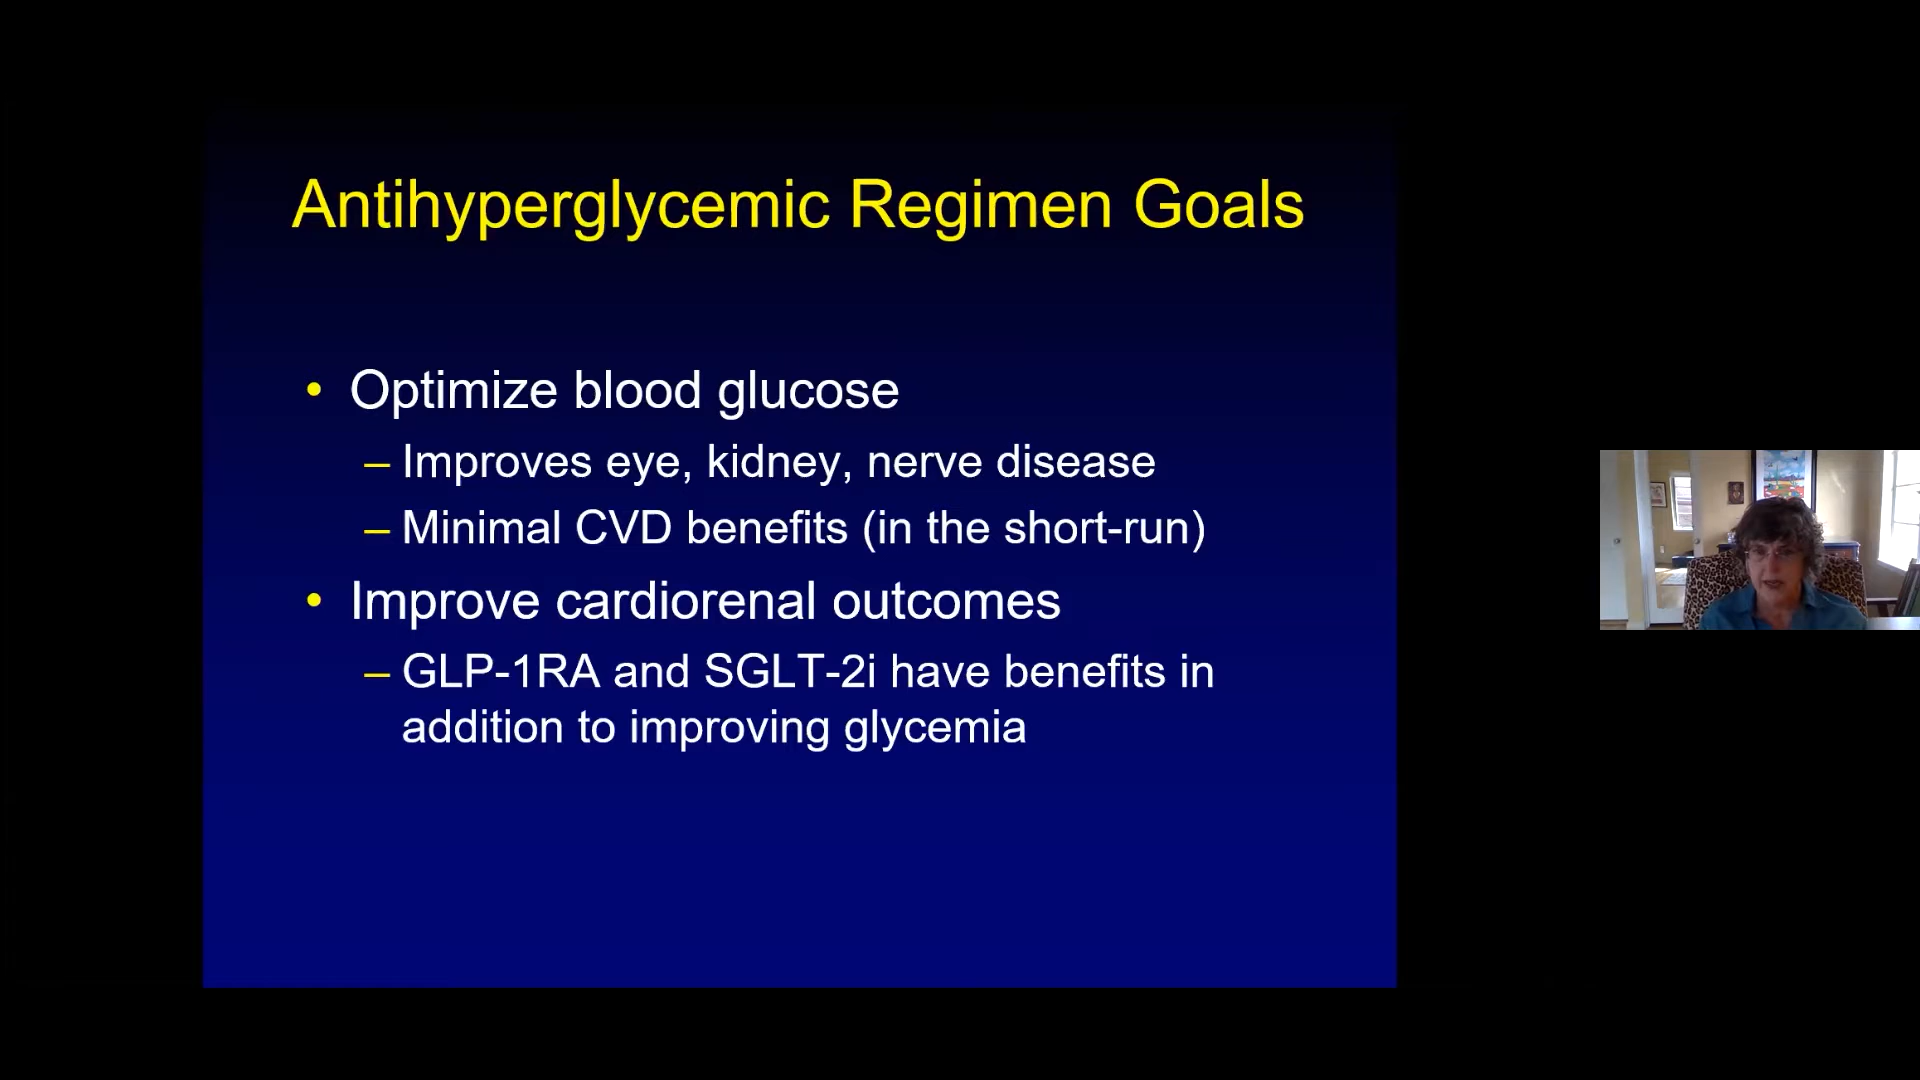 Antihyperglycemic Regimen Goals
• Optimize blood glucose
– Improves eye, kidney, nerve disease
– Minimal CVD benefits (in the short-run)
• Improve cardiorenal outcomes
– GLP-1RA and SGLT-2i have benefits in
addition to improving glycemia